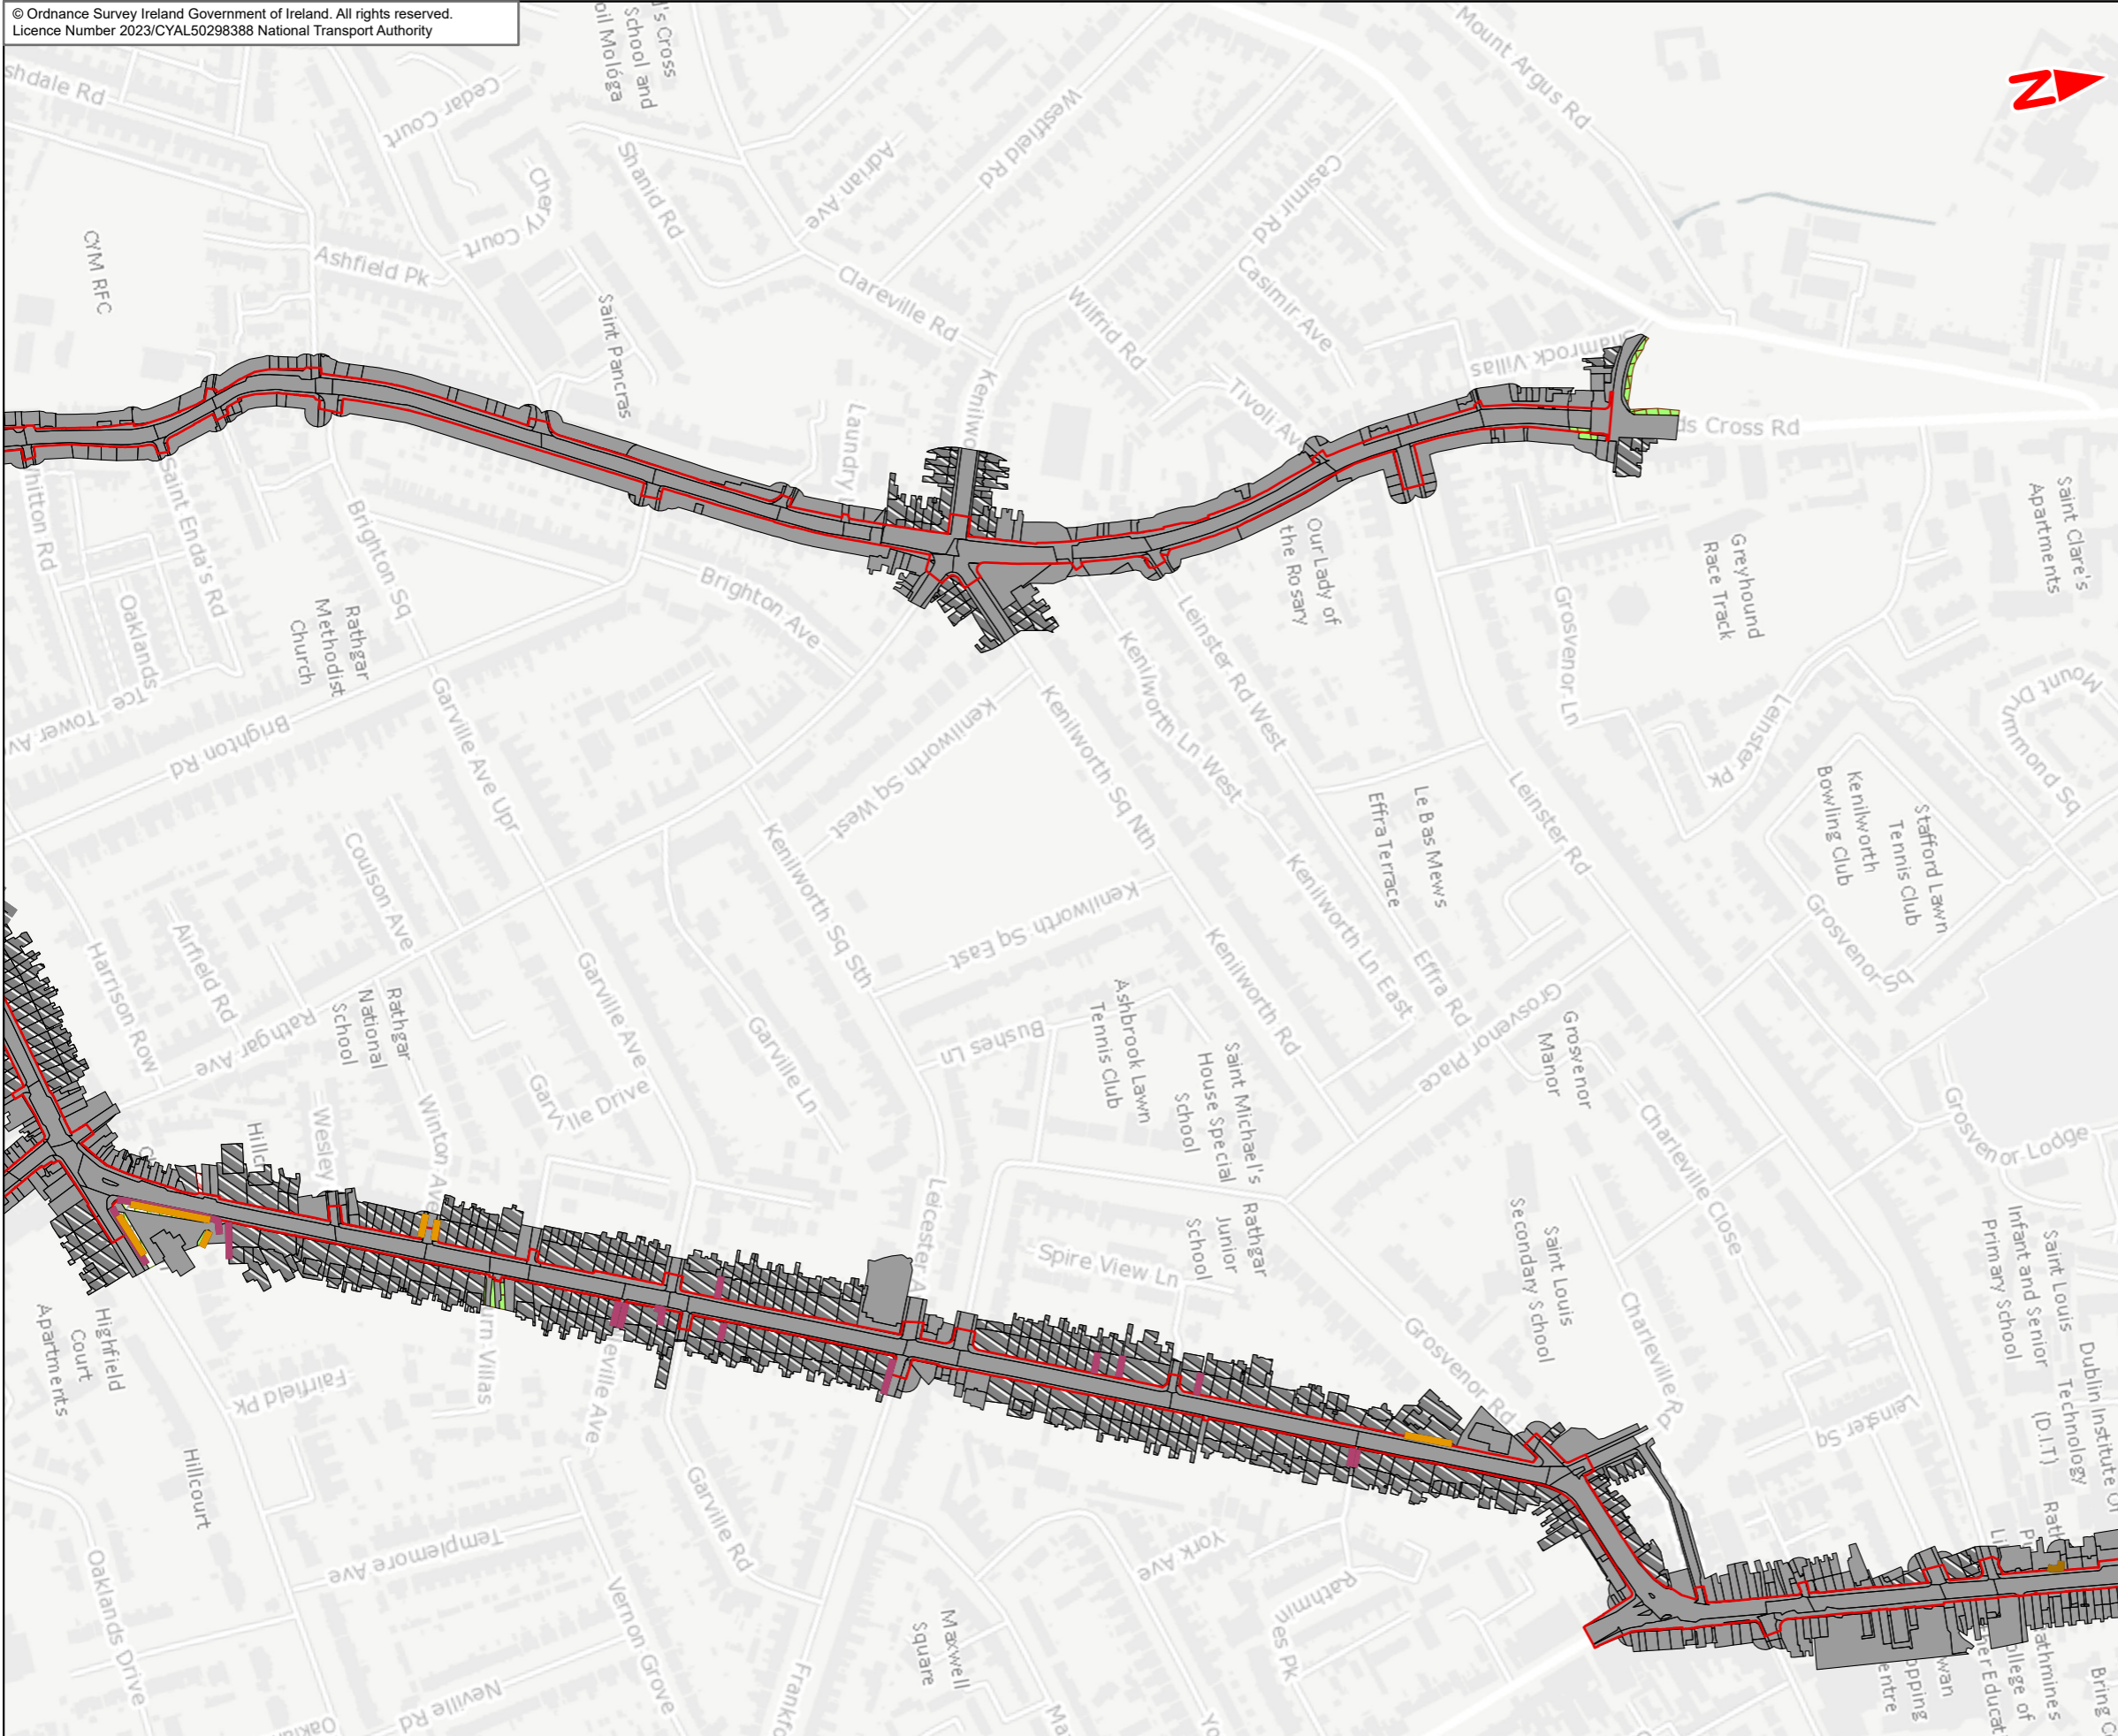 © Ordnance Survey Ireland Government of Ireland. All rights reserved.
Licence Number 2023/CYAL50298388 National Transport Authority
N
Mount Argus Rd
School and
Cedar Court
Westfield Rd
Adrian Ave
Shanid Rd
Cherry Court
Casimir Rd
CYM RFC
Ashfield Pk
Clareville Rd
Casimir Ave
Wilfrid Rd
Saint Pancras
Tivoli Ave
Saint Enda's Rd
Brighton Sq
Our Lady of
the Rosary
Greyhound
Race Track
Saint Clare's
Apartments
Oaklands
Tce
Rathgar
Methodist
Church
Brighton Ave
Leinster Rd West
Kenilworth Ln West
Grosvenor Ln
Brighton Rd
Garville Ave Upr
Kenilworth Sq West
Kenilworth Sq Nth
Leinster Pk
Mount Drummond Sq
Leinster Rd
Le Bas Mews
Effra Terrace
Kenilworth
Bowling Club
Stafford Lawn
Tennis Club
Coulson Ave
Kenilworth Sq Sth
Kenilworth Sq East
Kenilworth Ln East
Grosvenor Sq
Harrison Row
Airfield Rd
Rathgar Ave
Rathgar
National
School
Garville Ave
Kenilworth Rd
Effra Rd
Grosvenor Place
Garville Ln
Bushes Ln
Ashbrook Lawn
Tennis Club
Saint Michael's
House Special
School
Grosvenor
Manor
Grosvenor Lodge
Wesley
Winton Ave
Garville Drive
Charleville Close
Rathgar
Junior
School
Spire View Ln
Saint Louis
Secondary School
Saint Louis
Infant and Senior
Primary School
Highfield
Court
Apartments
Fairfield Pk
Grosvenor Rd
Charleville Rd
Leinster Sq
Dublin Institute Of
Technology
(D.I.T)
Hillcourt
Garville Rd
Templemore Ave
York Ave
Rathmines Pk
Oaklands Drive
Vernon Grove
Maxwell
Square
Neville Rd